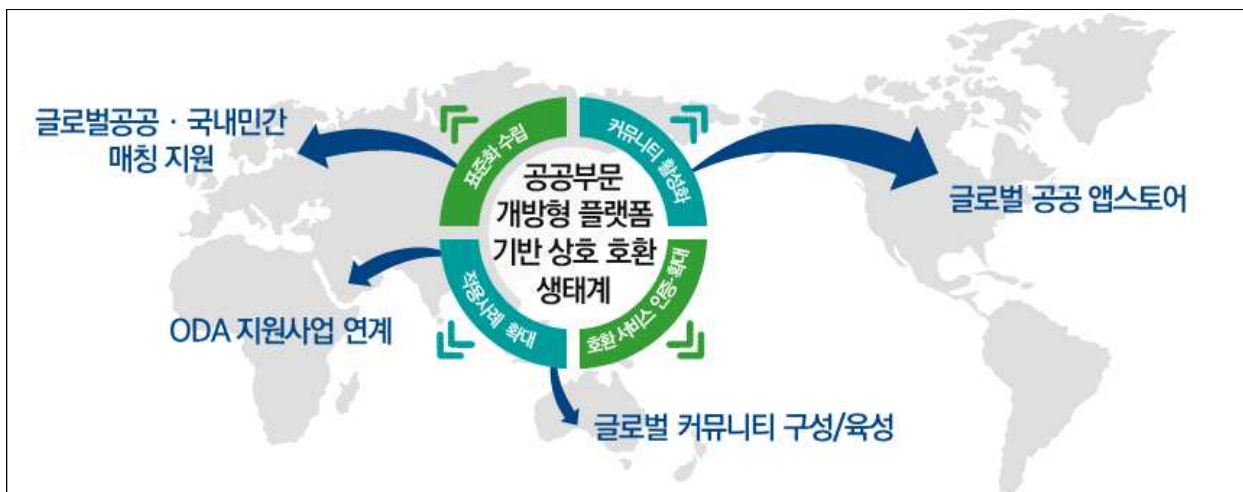 글로벌공공 · 국내민간
매칭 지원
표준화 수립
커뮤니티 활성화
공공부문
개방형 플랫폼
기반 상호 호환
생태계
글로벌 공공 앱스토어
적용사례 확대
호환 서비스 인증·확대
ODA 지원사업 연계
글로벌 커뮤니티 구성/육성